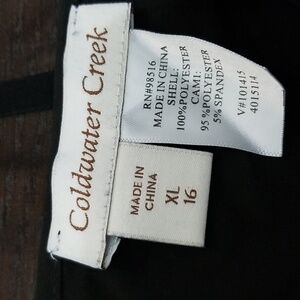 Coldwater Creek
MADE IN
CHINA
XL
16
RN#98516
MADE IN CHINA
SHELL:
100%POLYESTER
CAMI:
95 %POLYESTER
5% SPANDEX
V#101415
4015114